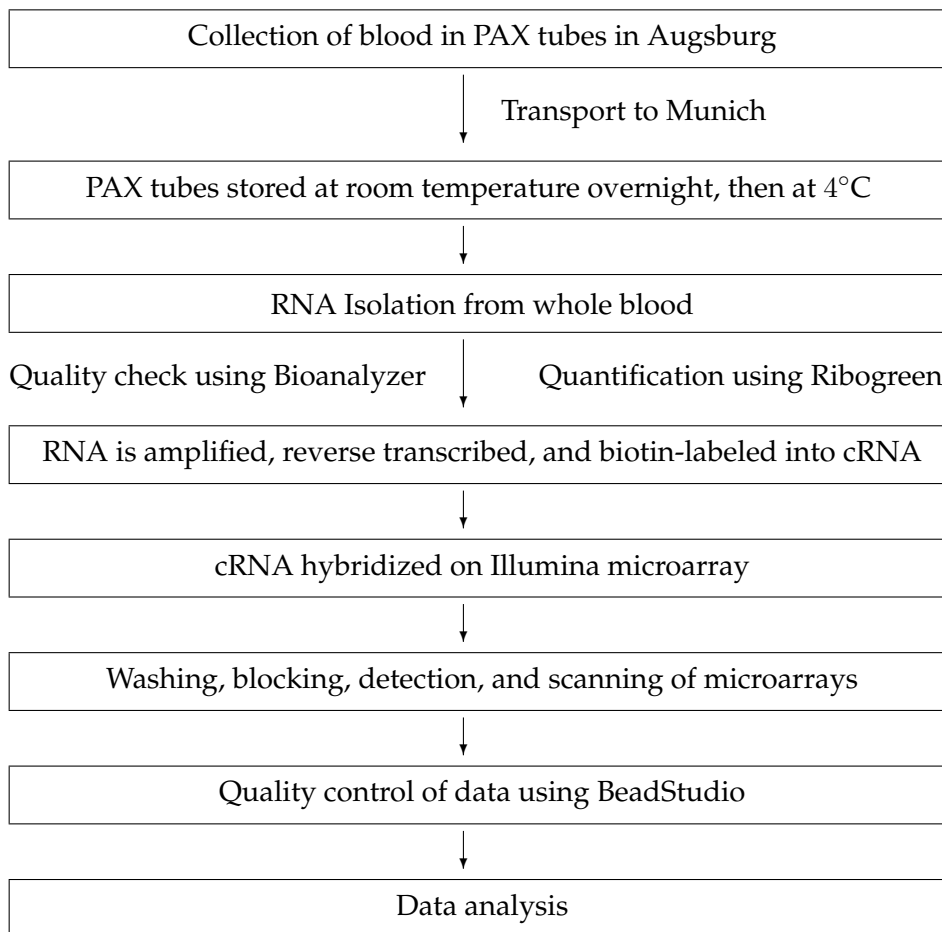 Collection of blood in PAX tubes in Augsburg
Transport to Munich
PAX tubes stored at room temperature overnight, then at 4°C
RNA Isolation from whole blood
Quality check using Bioanalyzer
Quantification using Ribogreen
RNA is amplified, reverse transcribed, and biotin-labeled into cRNA
cRNA hybridized on Illumina microarray
Washing, blocking, detection, and scanning of microarrays
Quality control of data using BeadStudio
Data analysis